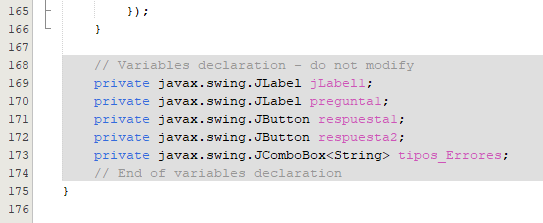 165 });
166 }
167
168 // Variables declaration - do not modify
169 private javax.swing.JLabel jLabel1;
170 private javax.swing.JLabel pregunta1;
171 private javax.swing.JButton respuesta1;
172 private javax.swing.JButton respuesta2;
173 private javax.swing.JComboBox<String> tipos_Errores;
174 // End of variables declaration
175 }
176